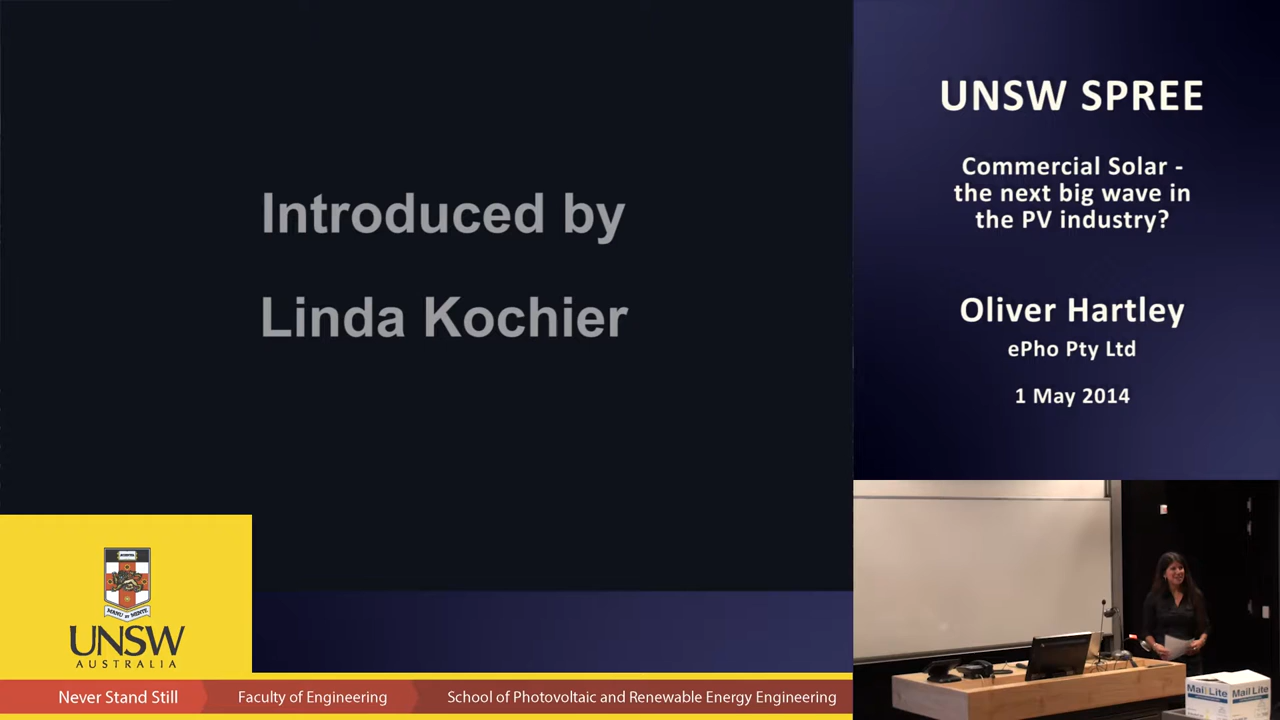 Introduced by
Linda Kochier
UNSW SPREE
Commercial Solar -
the next big wave in
the PV industry?
Oliver Hartley
ePho Pty Ltd
1 May 2014
UNSW
AUSTRALIA
Never Stand Still
Faculty of Engineering
School of Photovoltaic and Renewable Energy Engineering
Mail Lite
Mail Lite